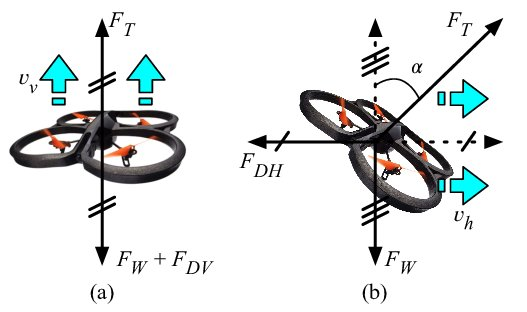 F_T
v_v
F_W + F_DV
(a)
F_T
α
F_DH
v_h
F_W
(b)